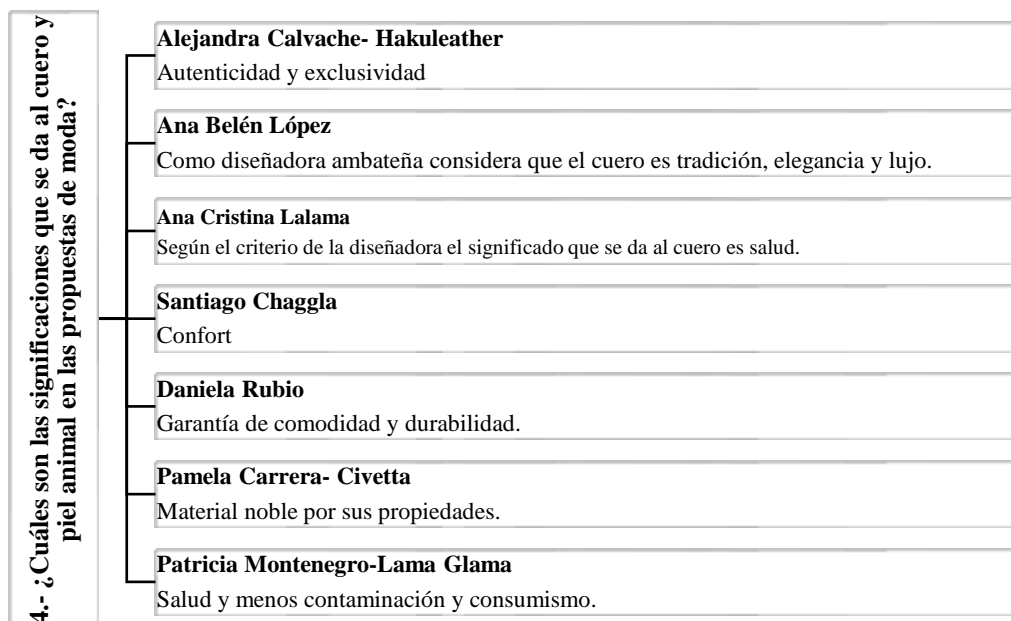 4.- ¿Cuáles son las significaciones que se da al cuero y
piel animal en las propuestas de moda?
Alejandra Calvache- Hakuleather
Autenticidad y exclusividad
Ana Belén López
Como diseñadora ambateña considera que el cuero es tradición, elegancia y lujo.
Ana Cristina Lalama
Según el criterio de la diseñadora el significado que se da al cuero es salud.
Santiago Chaggla
Confort
Daniela Rubio
Garantía de comodidad y durabilidad.
Pamela Carrera- Civetta
Material noble por sus propiedades.
Patricia Montenegro-Lama Glama
Salud y menos contaminación y consumismo.